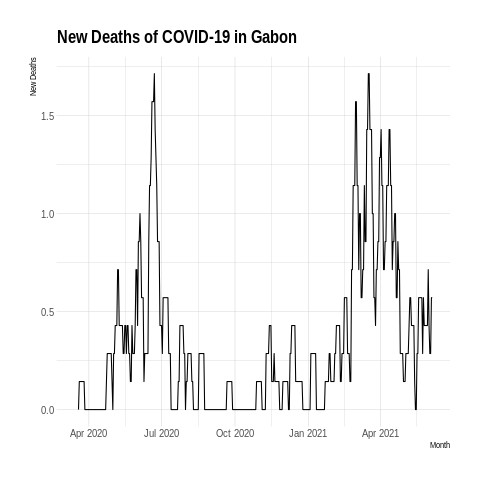 New Deaths of COVID-19 in Gabon
New Deaths
1.5
1.0
0.5
0.0
Apr 2020 Jul 2020 Oct 2020 Jan 2021 Apr 2021
Month